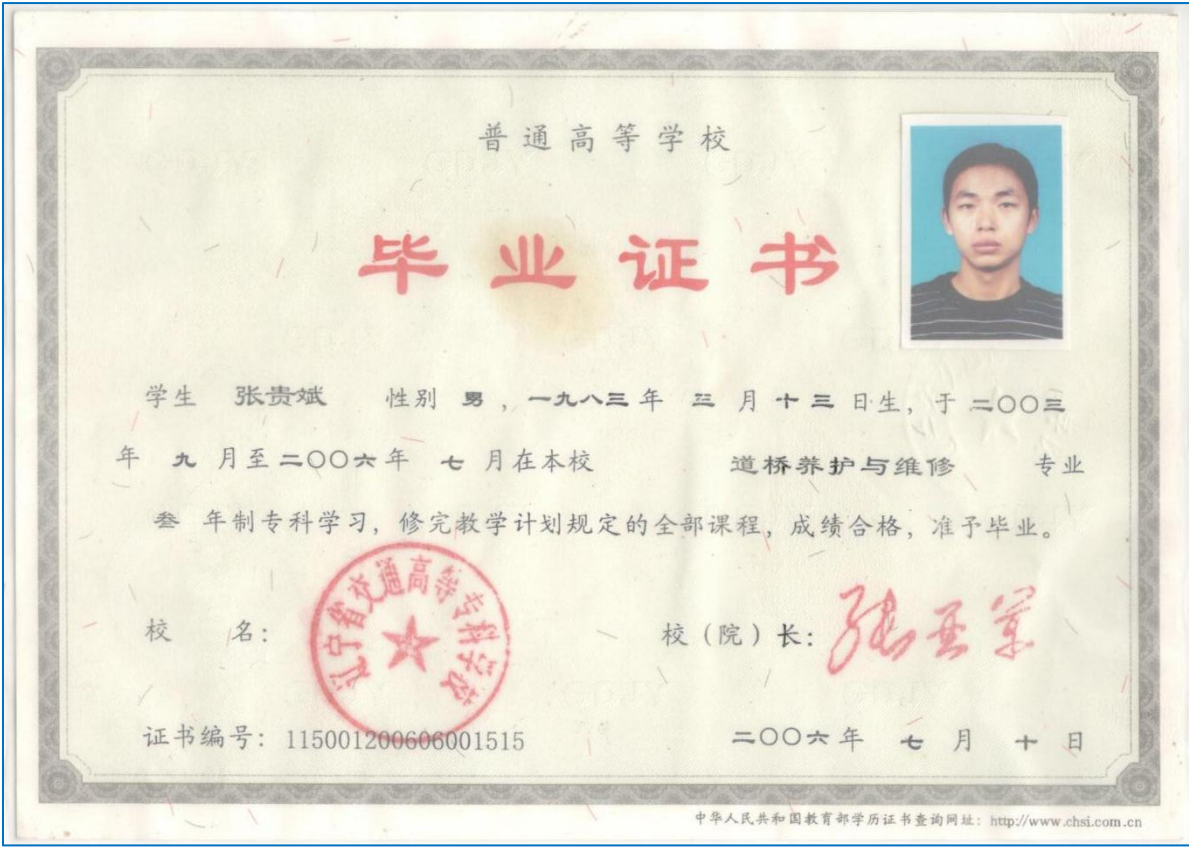 普通高等学校
毕业证书
学生 张贵斌 性别 男，一九八三年 三 月 十三 日生，于 二〇〇三
年 九 月至二〇〇六年 七 月在本校 道桥养护与维修 专业
叁 年制专科学习，修完教学计划规定的全部课程，成绩合格，准予毕业。
辽宁省交通高等专科学校
校 名： 校（院）长：
证书编号：115001200606001515 二〇〇六年 七 月 十 日
中华人民共和国教育部学历证书查询网址：http://www.chsi.com.cn